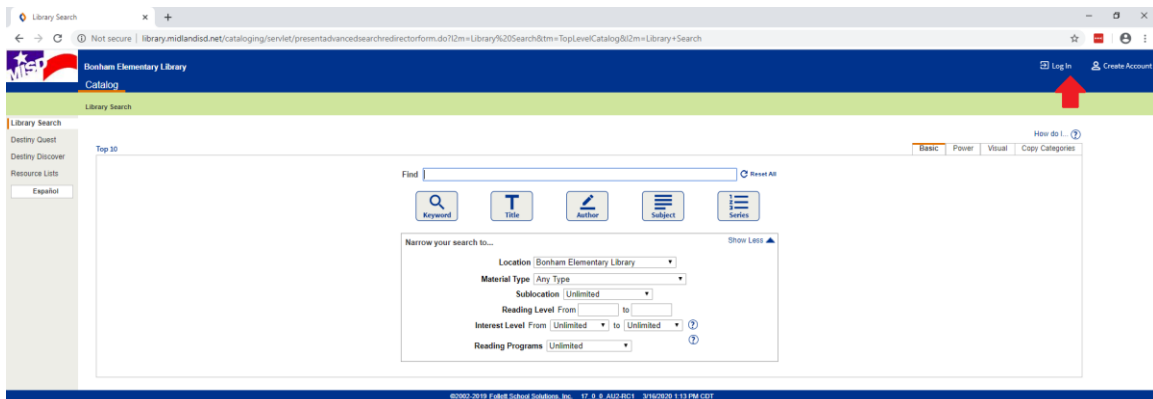 Library Search
Not secure | library.midlandisd.net/cataloging/servlet/presentadvancedsearchredirectorform.do?l2m=Library%20Search&tm=TopLevelCatalog&l2m=Library+Search
MISD
Bonham Elementary Library
Log In
Create Account
Catalog
Library Search
Library Search
Destiny Quest
Destiny Discover
Resource Lists
Español
How do I... ?
Top 10
Basic Power Visual Copy Categories
Find
Reset All
Keyword Title Author Subject Series
Narrow your search to...
Show Less
Location Bonham Elementary Library
Material Type Any Type
Sublocation Unlimited
Reading Level From to
Interest Level From Unlimited to Unlimited ?
Reading Programs Unlimited ?
©2002-2019 Follett School Solutions, Inc. 17_0_0_AU2-RC1 3/16/2020 1:13 PM CDT